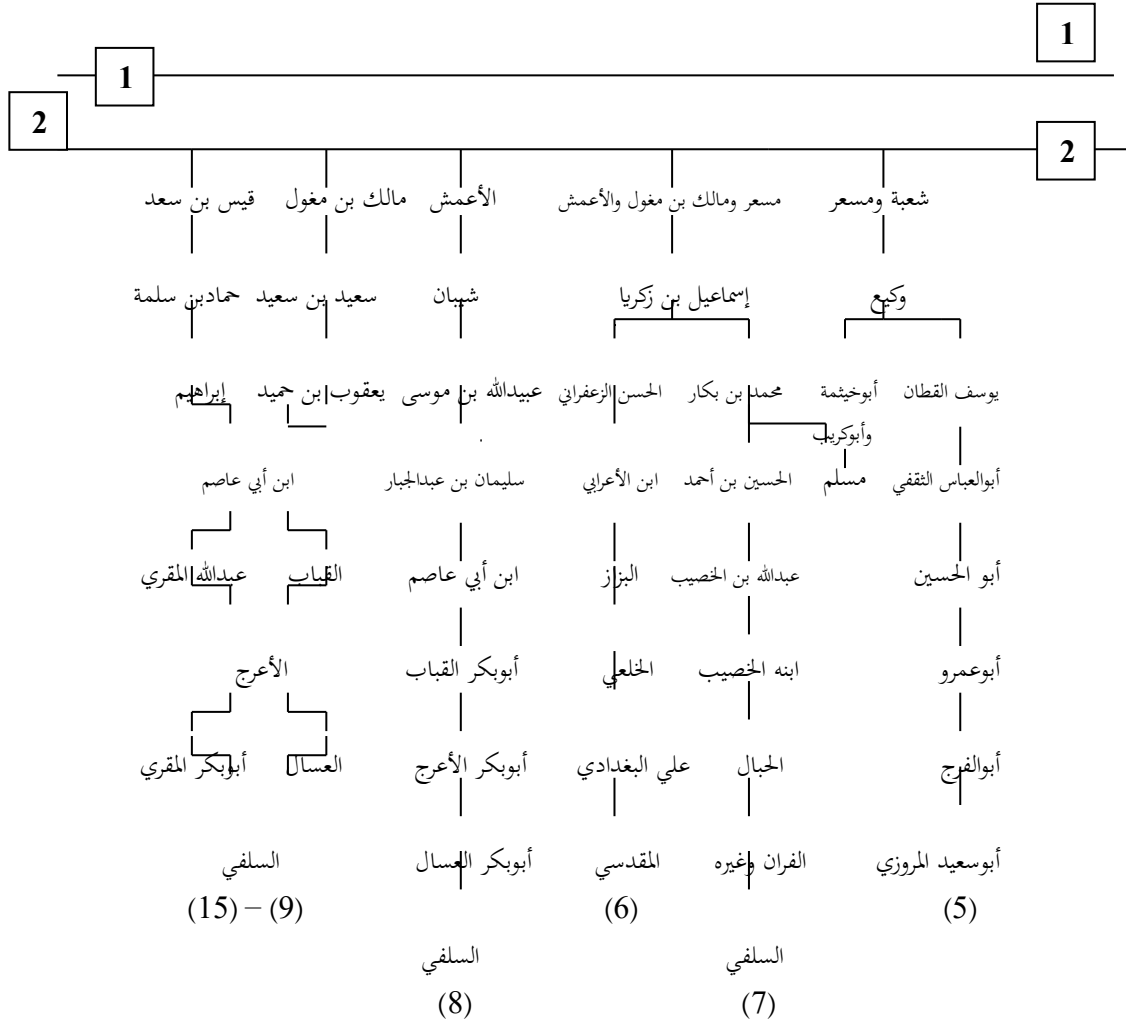 1
1
2
2
شعبة ومسعر مسعر ومالك بن مغول والأعمش الأعمش مالك بن مغول قيس بن سعد
وكيع إسماعيل بن زكريا شيبان سعيد بن سعيد حمادبن سلمة
يوسف القطان أبوخيثمة محمد بن بكار الحسن الزعفراني عبيدالله بن موسى يعقوب بن حميد إبراهيم
وأبوكريب
أبوالعباس الثقفي مسلم الحسين بن أحمد ابن الأعرابي سليمان بن عبدالجبار ابن أبي عاصم
أبو الحسين عبدالله بن الخصيب البزاز ابن أبي عاصم القباب عبدالله المقري
أبوعمرو ابنه الخصيب الخلعي أبوبكر القباب الأعرج
أبوالفرج الحبال علي البغدادي أبوبكر الأعرج العسال أبوبكر المقري
أبوسعيد المروزي الفران وغيره المقدسي أبوبكر العسال السلفي
(5) (6) (9) – (15)
السلفي السلفي
(7) (8)